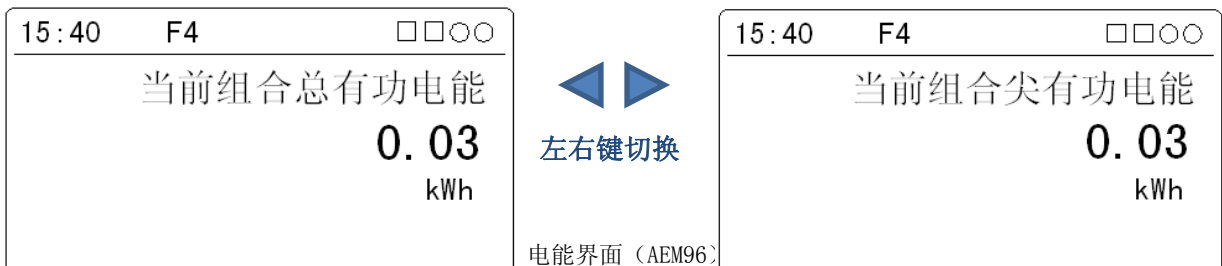 15:40 F4 □□○○
当前组合总有功电能
0.03
kWh
左右键切换
15:40 F4 □□○○
当前组合尖有功电能
0.03
kWh
电能界面（AEM96）